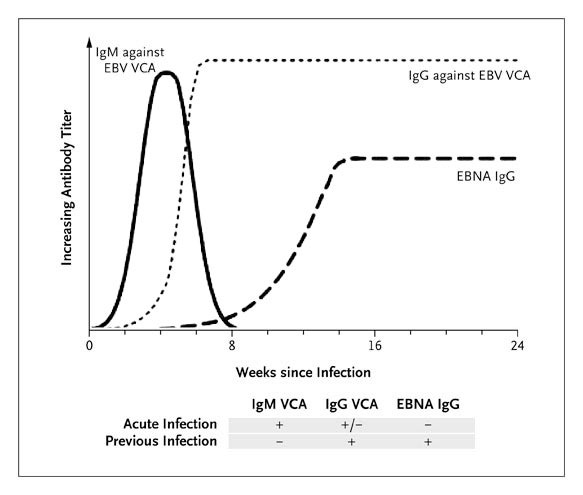 IgM against
EBV VCA
IgG against EBV VCA
EBNA IgG
Increasing Antibody Titer
0 8 16 24
Weeks since Infection
IgM VCA IgG VCA EBNA IgG
Acute Infection + +/– –
Previous Infection – + +